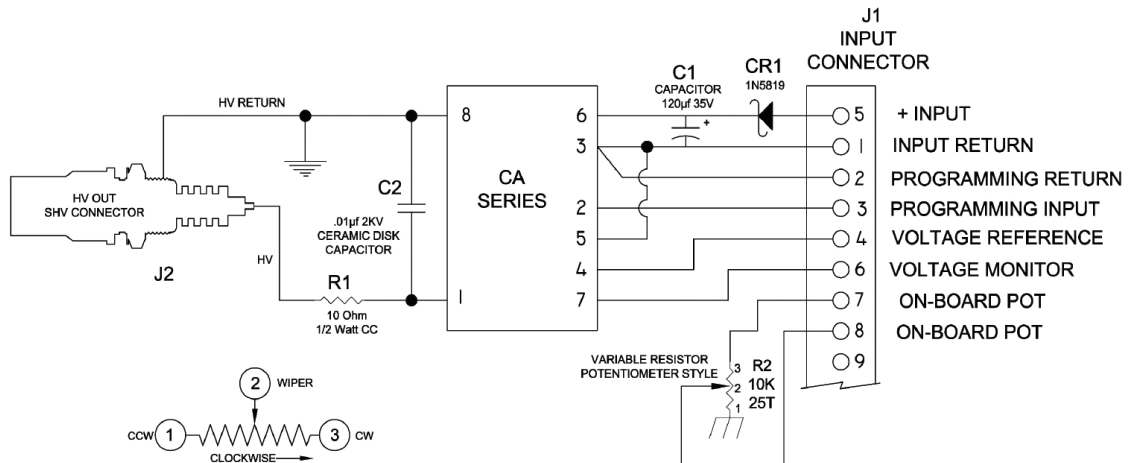 J1
INPUT
CONNECTOR
C1
CAPACITOR
120µf 35V
+
CR1
1N5819
HV RETURN
8
6
5
+ INPUT
3
1
INPUT RETURN
CA
SERIES
2
PROGRAMMING RETURN
HV OUT
SHV CONNECTOR
C2
.01µf 2KV
CERAMIC DISK
CAPACITOR
2
3
PROGRAMMING INPUT
5
4
VOLTAGE REFERENCE
J2
HV
4
6
VOLTAGE MONITOR
R1
10 Ohm
1/2 Watt CC
1
7
7
ON-BOARD POT
8
ON-BOARD POT
VARIABLE RESISTOR
POTENTIOMETER STYLE
3
2
1
R2
10K
25T
9
2
WIPER
CCW
1
3
CW
CLOCKWISE